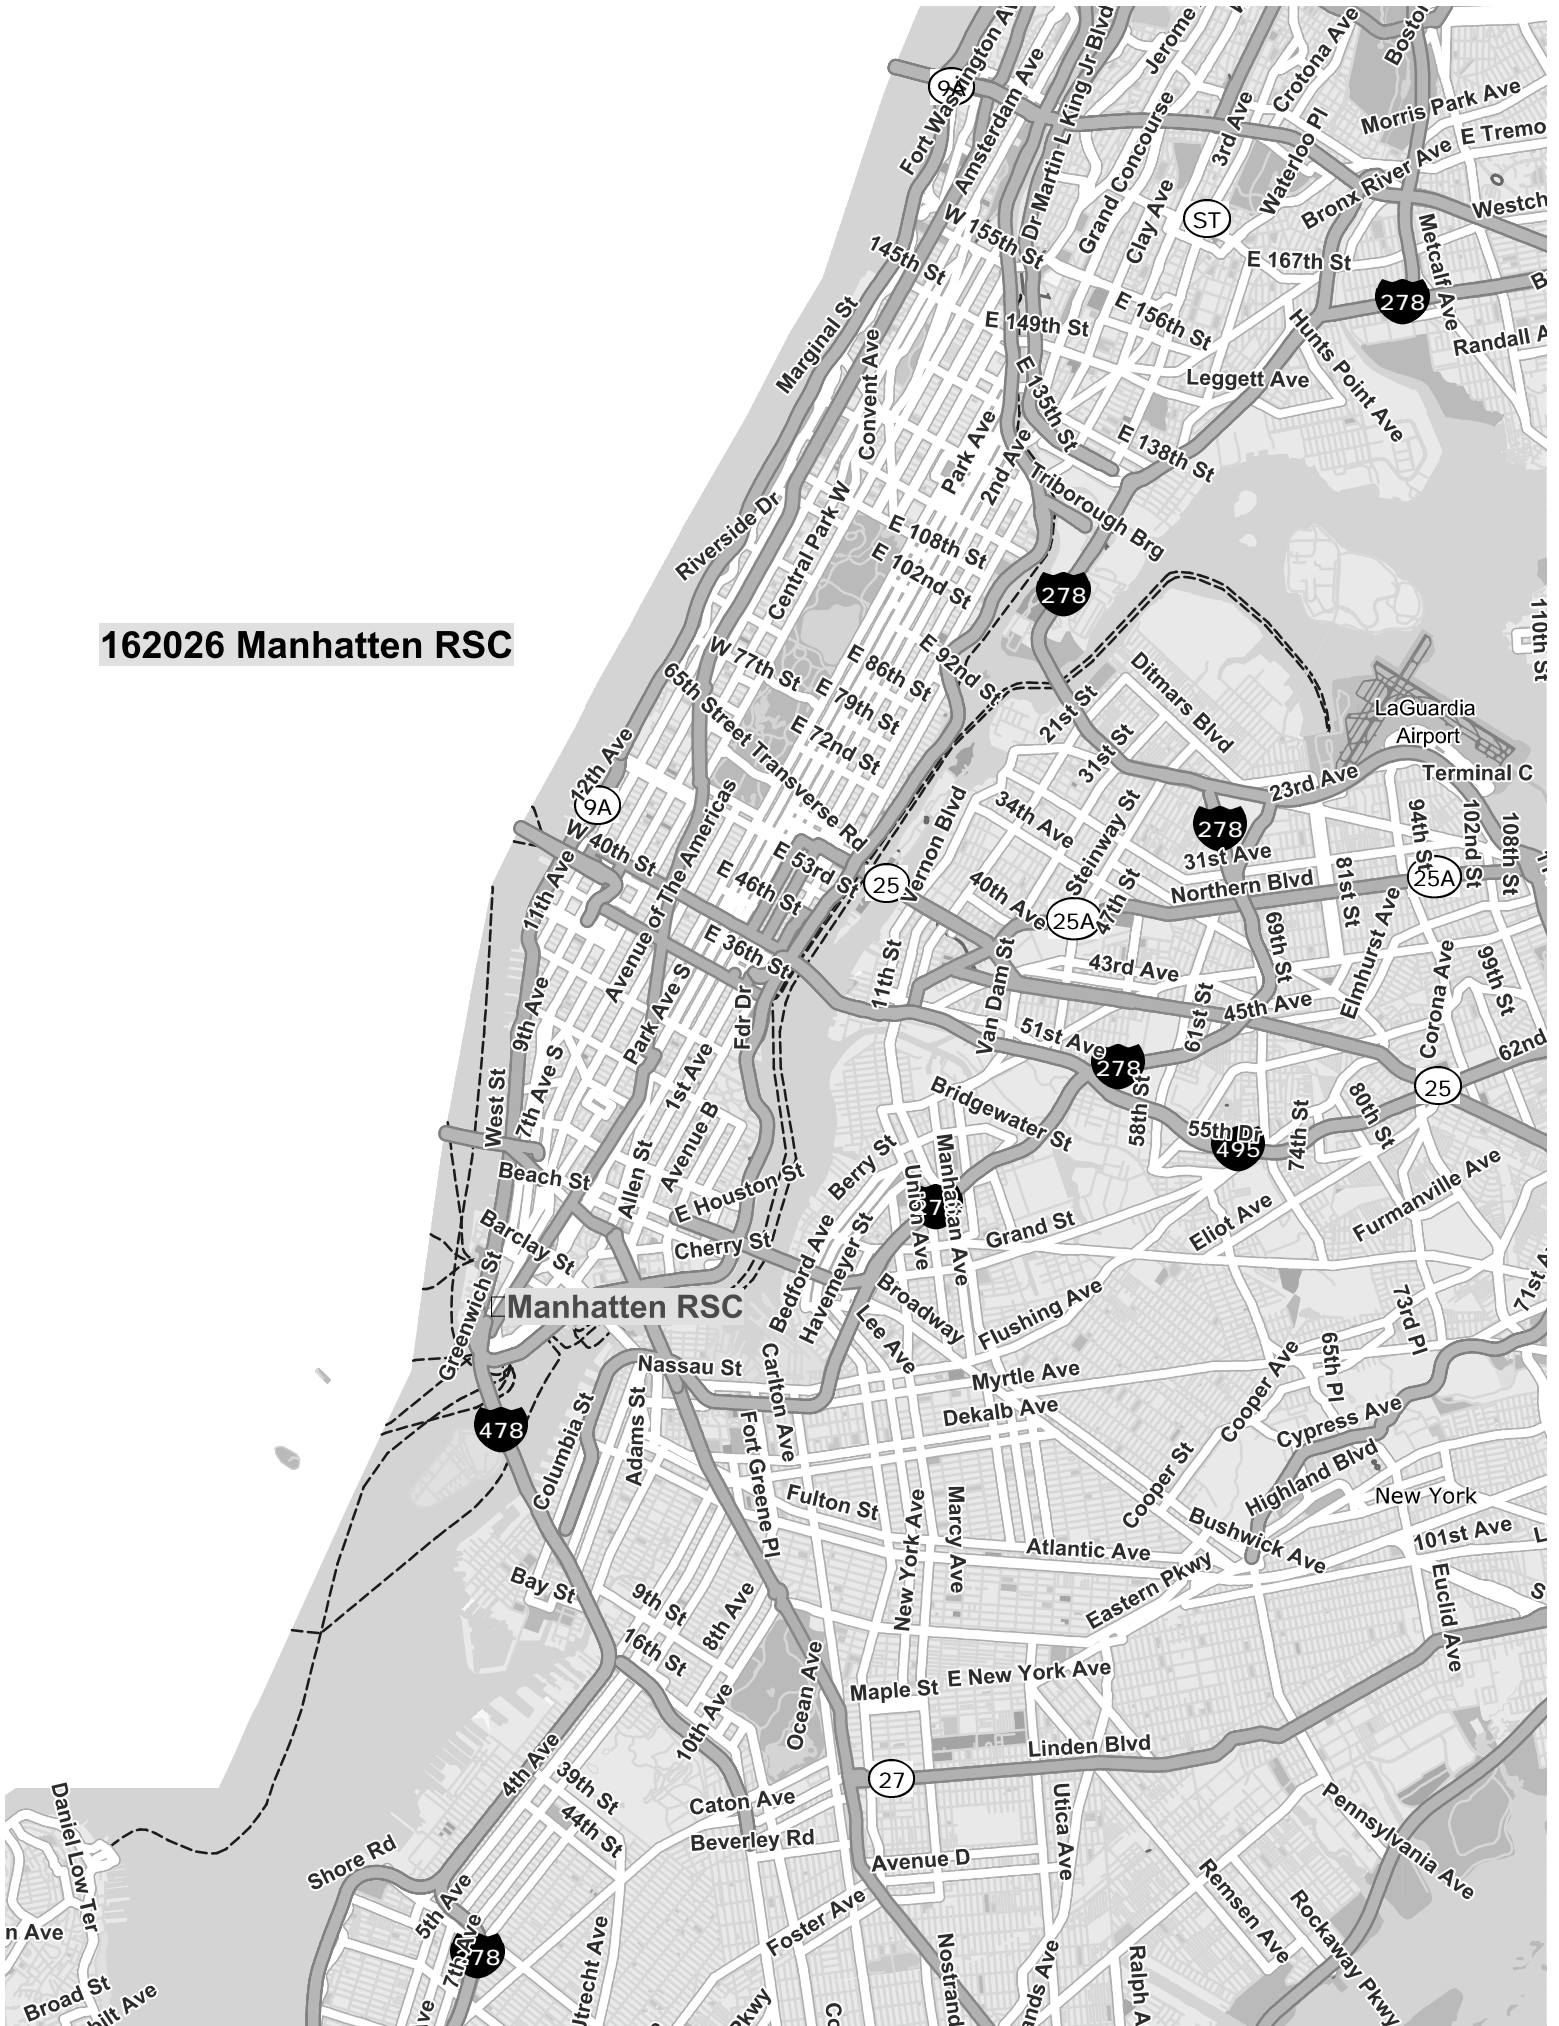 Fort Washington Ave
9A
Amsterdam Ave
Dr Martin L King Jr Blvd
Jerome
Grand Concourse
Clay Ave
3rd Ave
Crotona Ave
Waterloo Pl
Boston
Morris Park Ave
E Tremo
Bronx River Ave
Westch
ST
E 167th St
Metcalf Ave
278
W 155th St
145th St
E 149th St
E 156th St
Hunts Point Ave
Randall A
Leggett Ave
Marginal St
Convent Ave
E 135th St
E 138th St
Park Ave
2nd Ave
Triborough Brg
Riverside Dr
Central Park W
E 108th St
E 102nd St
278
110th St
162026 Manhatten RSC
W 77th St
E 86th St
E 92nd St
65th Street Transverse Rd
E 79th St
E 72nd St
21st St
Ditmars Blvd
31st St
LaGuardia
Airport
Terminal C
12th Ave
9A
23rd Ave
278
34th Ave
Steinway St
Vernon Blvd
31st Ave
94th St
102nd St
108th St
W 40th St
Avenue of The Americas
E 53rd St
E 46th St
25
40th Ave
47th St
25A
Northern Blvd
81st St
25A
11th Ave
E 36th St
11th St
Van Dam St
43rd Ave
69th St
Elmhurst Ave
Corona Ave
99th St
9th Ave
Park Ave S
Fdr Dr
51st Ave
61st St
45th Ave
62nd
278
25
West St
7th Ave S
1st Ave
Avenue B
Bridgewater St
58th St
55th Dr
495
74th St
80th St
Beach St
Allen St
E Houston St
Berry St
Union Ave
Manhattan Ave
Grand St
Eliot Ave
Furmanville Ave
Barclay St
Cherry St
Bedford Ave
Havemeyer St
Broadway
Flushing Ave
73rd Pl
71st A
Greenwich St
Manhatten RSC
Lee Ave
Nassau St
Carlton Ave
Myrtle Ave
Dekalb Ave
Cooper Ave
65th Pl
Cypress Ave
478
Columbia St
Adams St
Fort Greene Pl
Fulton St
New York Ave
Marcy Ave
Cooper St
Highland Blvd
New York
Bushwick Ave
101st Ave
Atlantic Ave
Eastern Pkwy
Euclid Ave
Bay St
9th St
8th Ave
16th St
10th Ave
Ocean Ave
Maple St
E New York Ave
Linden Blvd
27
4th Ave
39th St
44th St
Caton Ave
Beverley Rd
Avenue D
Utica Ave
Pennsylvania Ave
Daniel Low Ter
Shore Rd
5th Ave
7th Ave
78
Foster Ave
Remsen Ave
Rockaway Pkwy
n Ave
Broad St
bilt Ave
Utrecht Ave
Pkwy
Nostrand
ands Ave
Ralph A